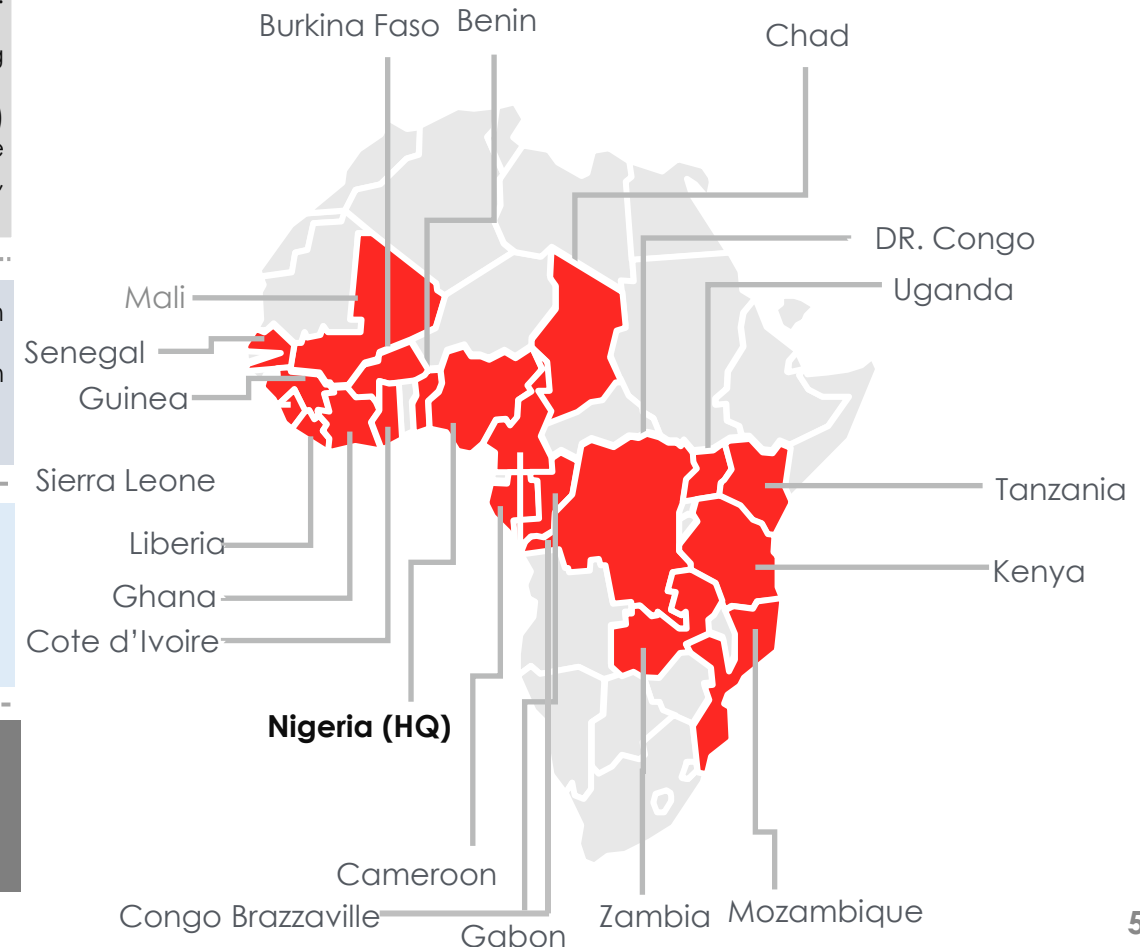 Burkina Faso
Benin
Chad
DR. Congo
Uganda
Mali
Senegal
Guinea
Sierra Leone
Tanzania
Liberia
Kenya
Ghana
Cote d’Ivoire
Nigeria (HQ)
Cameroon
Congo Brazzaville
Gabon
Zambia
Mozambique
5